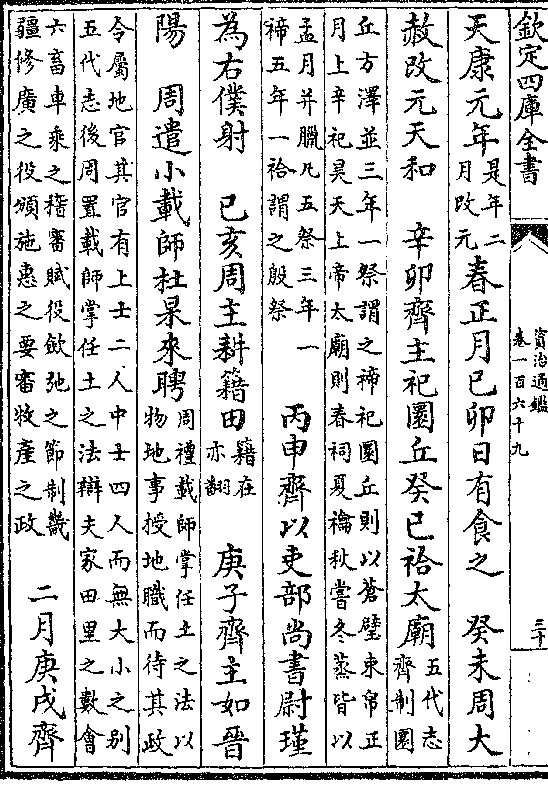 欽定四庫全書
資治通鑑
卷一百六十九
三十
天康元年是年二月改元春正月己卯日有食之　癸未周大
赦改元天和　辛卯齊主祀圜丘癸巳祫太廟五代志齊制圜
丘方澤並三年一祭謂之禘祀圜丘則以蒼璧束帛正
月上辛祀昊天上帝太廟則春祠夏禴秋嘗冬蒸皆以
孟月并臘凡五祭三年一
禘五年一祫謂之殷祭　丙申齊以吏部尚書尉瑾
為右僕射　己亥周主耕籍田籍在亦翻　庚子齊主如晉
陽　周遣小載師杜杲來聘周禮載師掌任土之法以
物地事授地職而待其政
令屬地官其官有上士二人中士四人而無大小之别
五代志後周置載師掌任土之法辯夫家田里之數會
六畜車乘之稽審賦役斂弛之節制畿
疆修廣之役頒施惠之要審牧產之政　二月庚戌齊